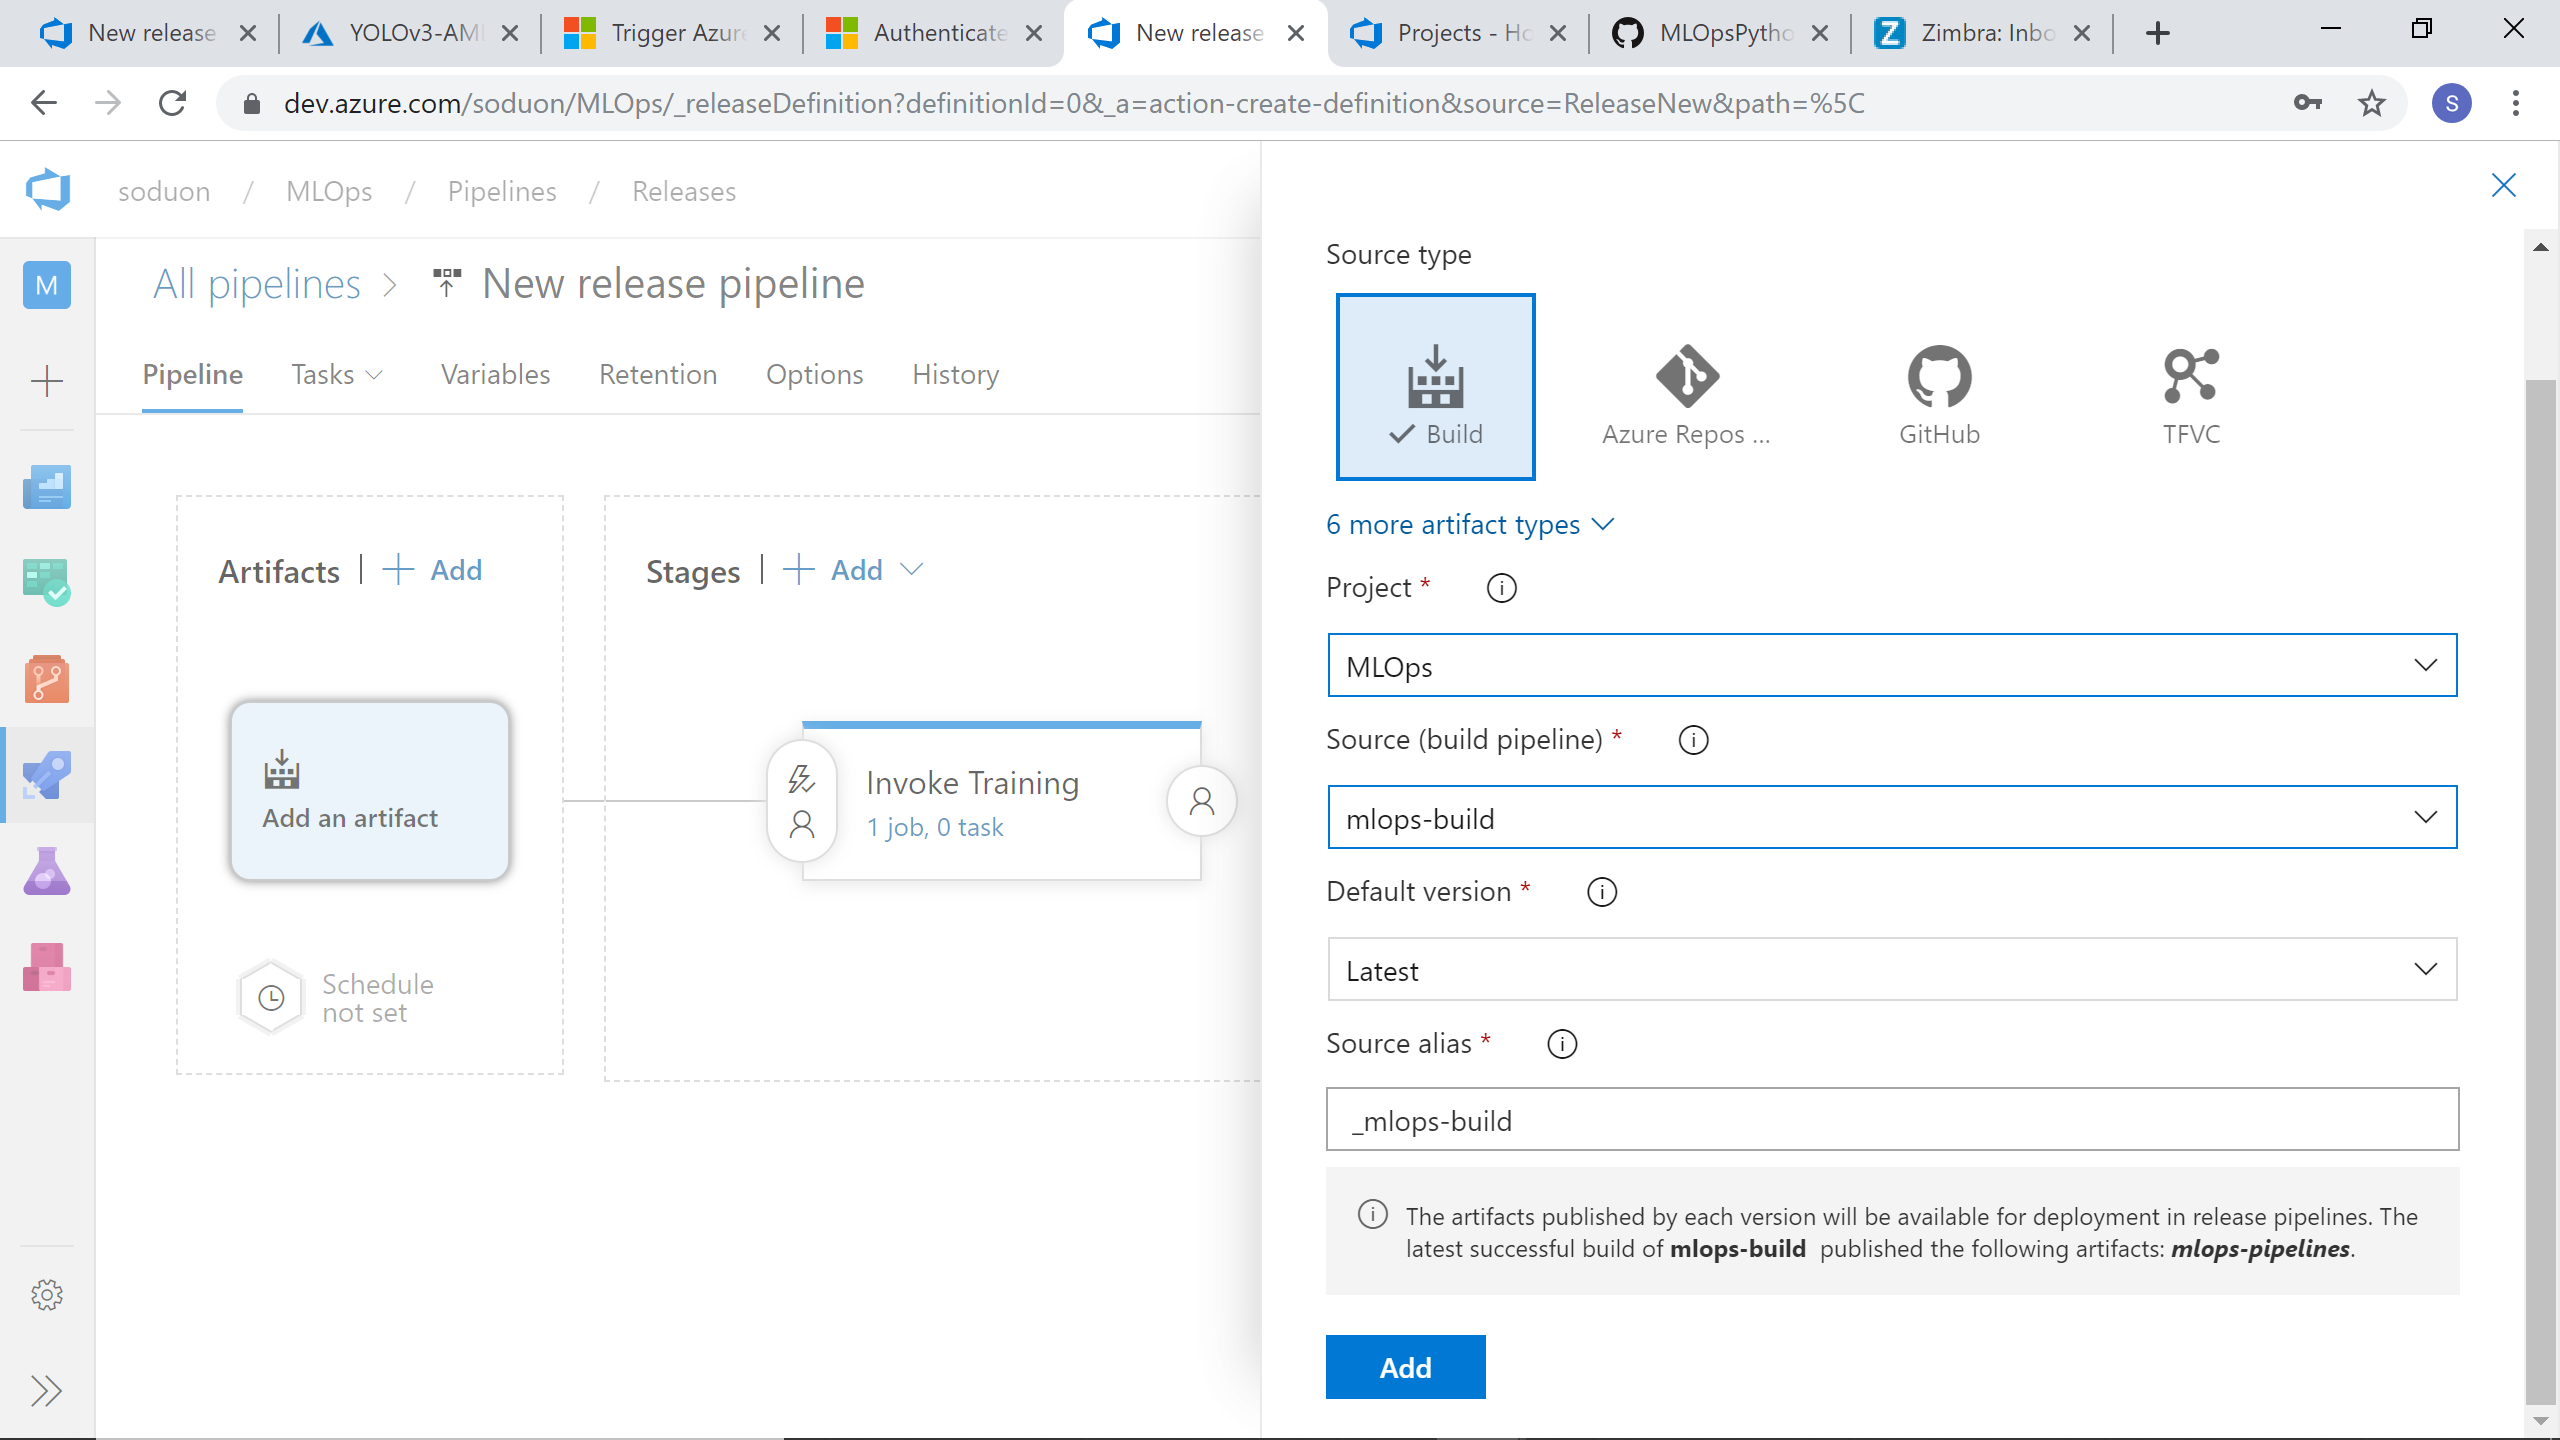 New release
YOLOv3-AM
Trigger Azure
Authenticate
New release
Projects - Ho
MLOpsPytho
Z
Zimbra: Inbo
dev.azure.com/soduon/MLOps/_releaseDefinition?definitionId=0&_a=action-create-definition&source=ReleaseNew&path=%5C
S
soduon / MLOps / Pipelines / Releases
M
All pipelines > New release pipeline
Pipeline Tasks Variables Retention Options History
Artifacts | + Add
Stages | + Add
Add an artifact
Invoke Training
1 job, 0 task
Schedule
not set
Source type
Build
Azure Repos ...
GitHub
TFVC
6 more artifact types
Project *
MLOps
Source (build pipeline) *
mlops-build
Default version *
Latest
Source alias *
_mlops-build
The artifacts published by each version will be available for deployment in release pipelines. The
latest successful build of mlops-build published the following artifacts: mlops-pipelines.
Add